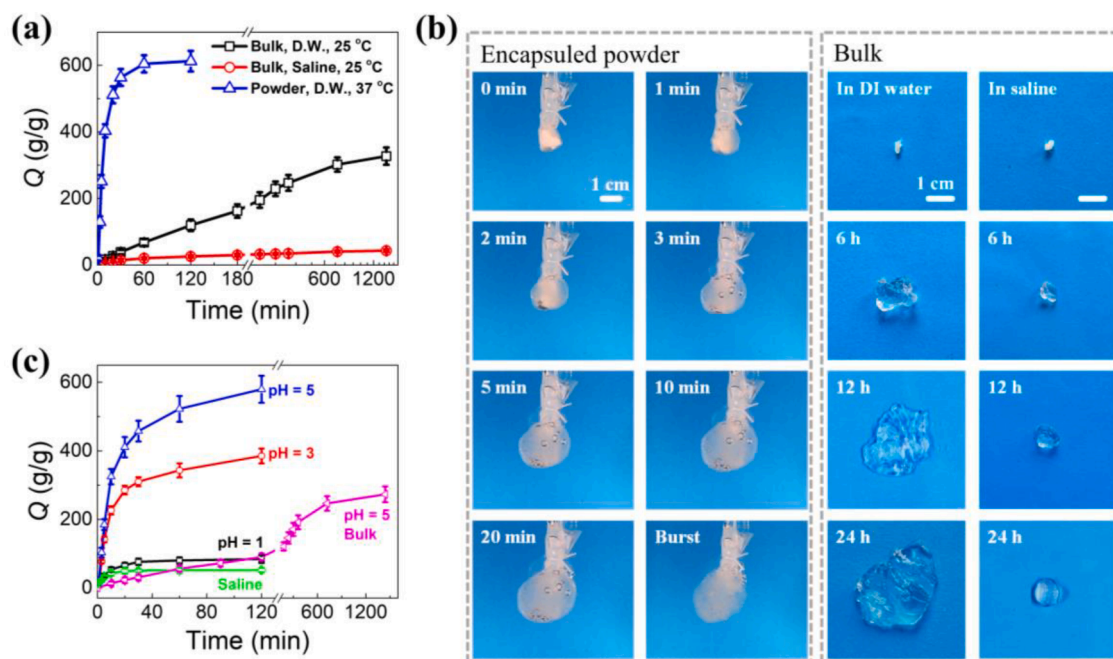 (a)
Q (g/g)
600
400
200
0
Bulk, D.W., 25 °C
Bulk, Saline, 25 °C
Powder, D.W., 37 °C
0 60 120 180 600 1200
Time (min)
(b)
Encapsuled powder
0 min
1 cm
1 min
2 min
3 min
5 min
10 min
20 min
Burst
Bulk
In DI water
1 cm
In saline
6 h
6 h
12 h
12 h
24 h
24 h
(c)
Q (g/g)
600
400
200
0
pH = 5
pH = 3
pH = 5
Bulk
pH = 1
Saline
0 40 80 120 600 1200
Time (min)